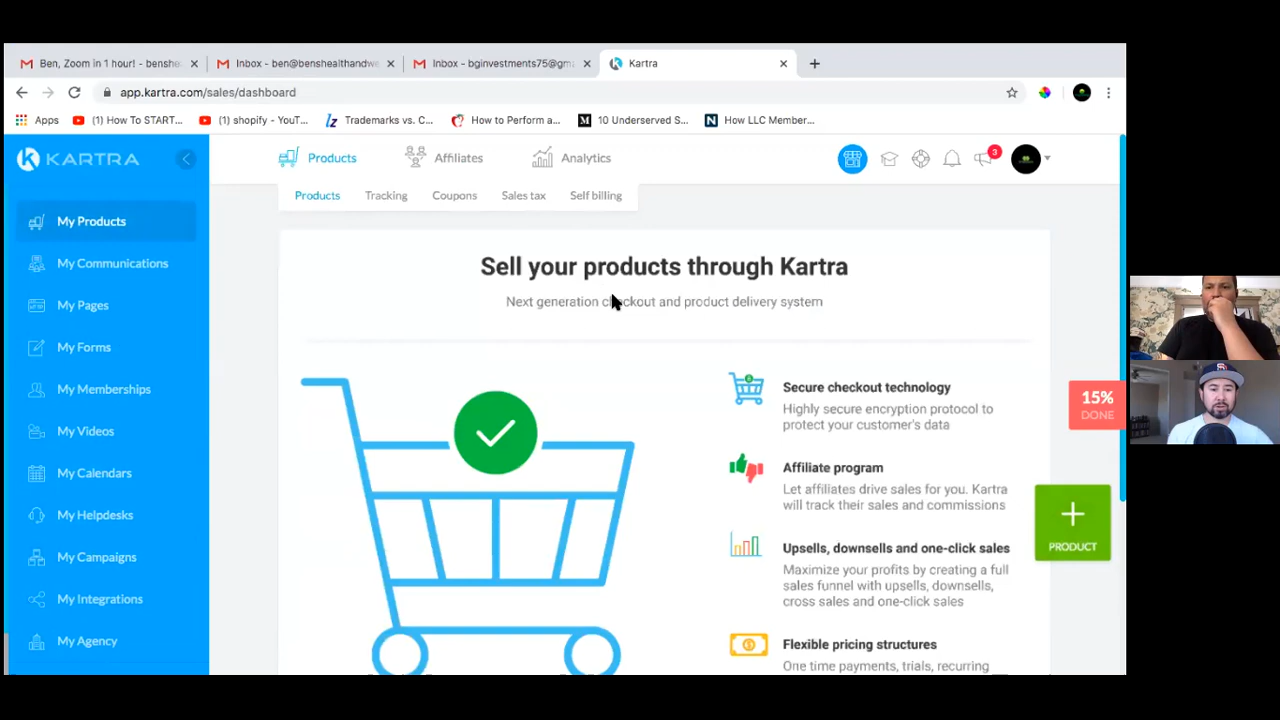 Ben, Zoom in 1 hour! - benshe
Inbox - ben@benshealthandwe
Inbox - bginvestments75@gma
Kartra
app.kartra.com/sales/dashboard
Apps
(1) How To START...
(1) shopify - YouT...
Trademarks vs. C...
How to Perform a...
10 Underserved S...
How LLC Member...
KARTRA
Products
Affiliates
Analytics
3
Products
Tracking
Coupons
Sales tax
Self billing
My Products
My Communications
My Pages
My Forms
My Memberships
My Videos
My Calendars
My Helpdesks
My Campaigns
My Integrations
My Agency
Sell your products through Kartra
Next generation checkout and product delivery system
Secure checkout technology
Highly secure encryption protocol to
protect your customer's data
Affiliate program
Let affiliates drive sales for you. Kartra
will track their sales and commissions
Upsells, downsells and one-click sales
Maximize your profits by creating a full
sales funnel with upsells, downsells,
cross sales and one-click sales
Flexible pricing structures
One time payments, trials, recurring
15%
DONE
PRODUCT